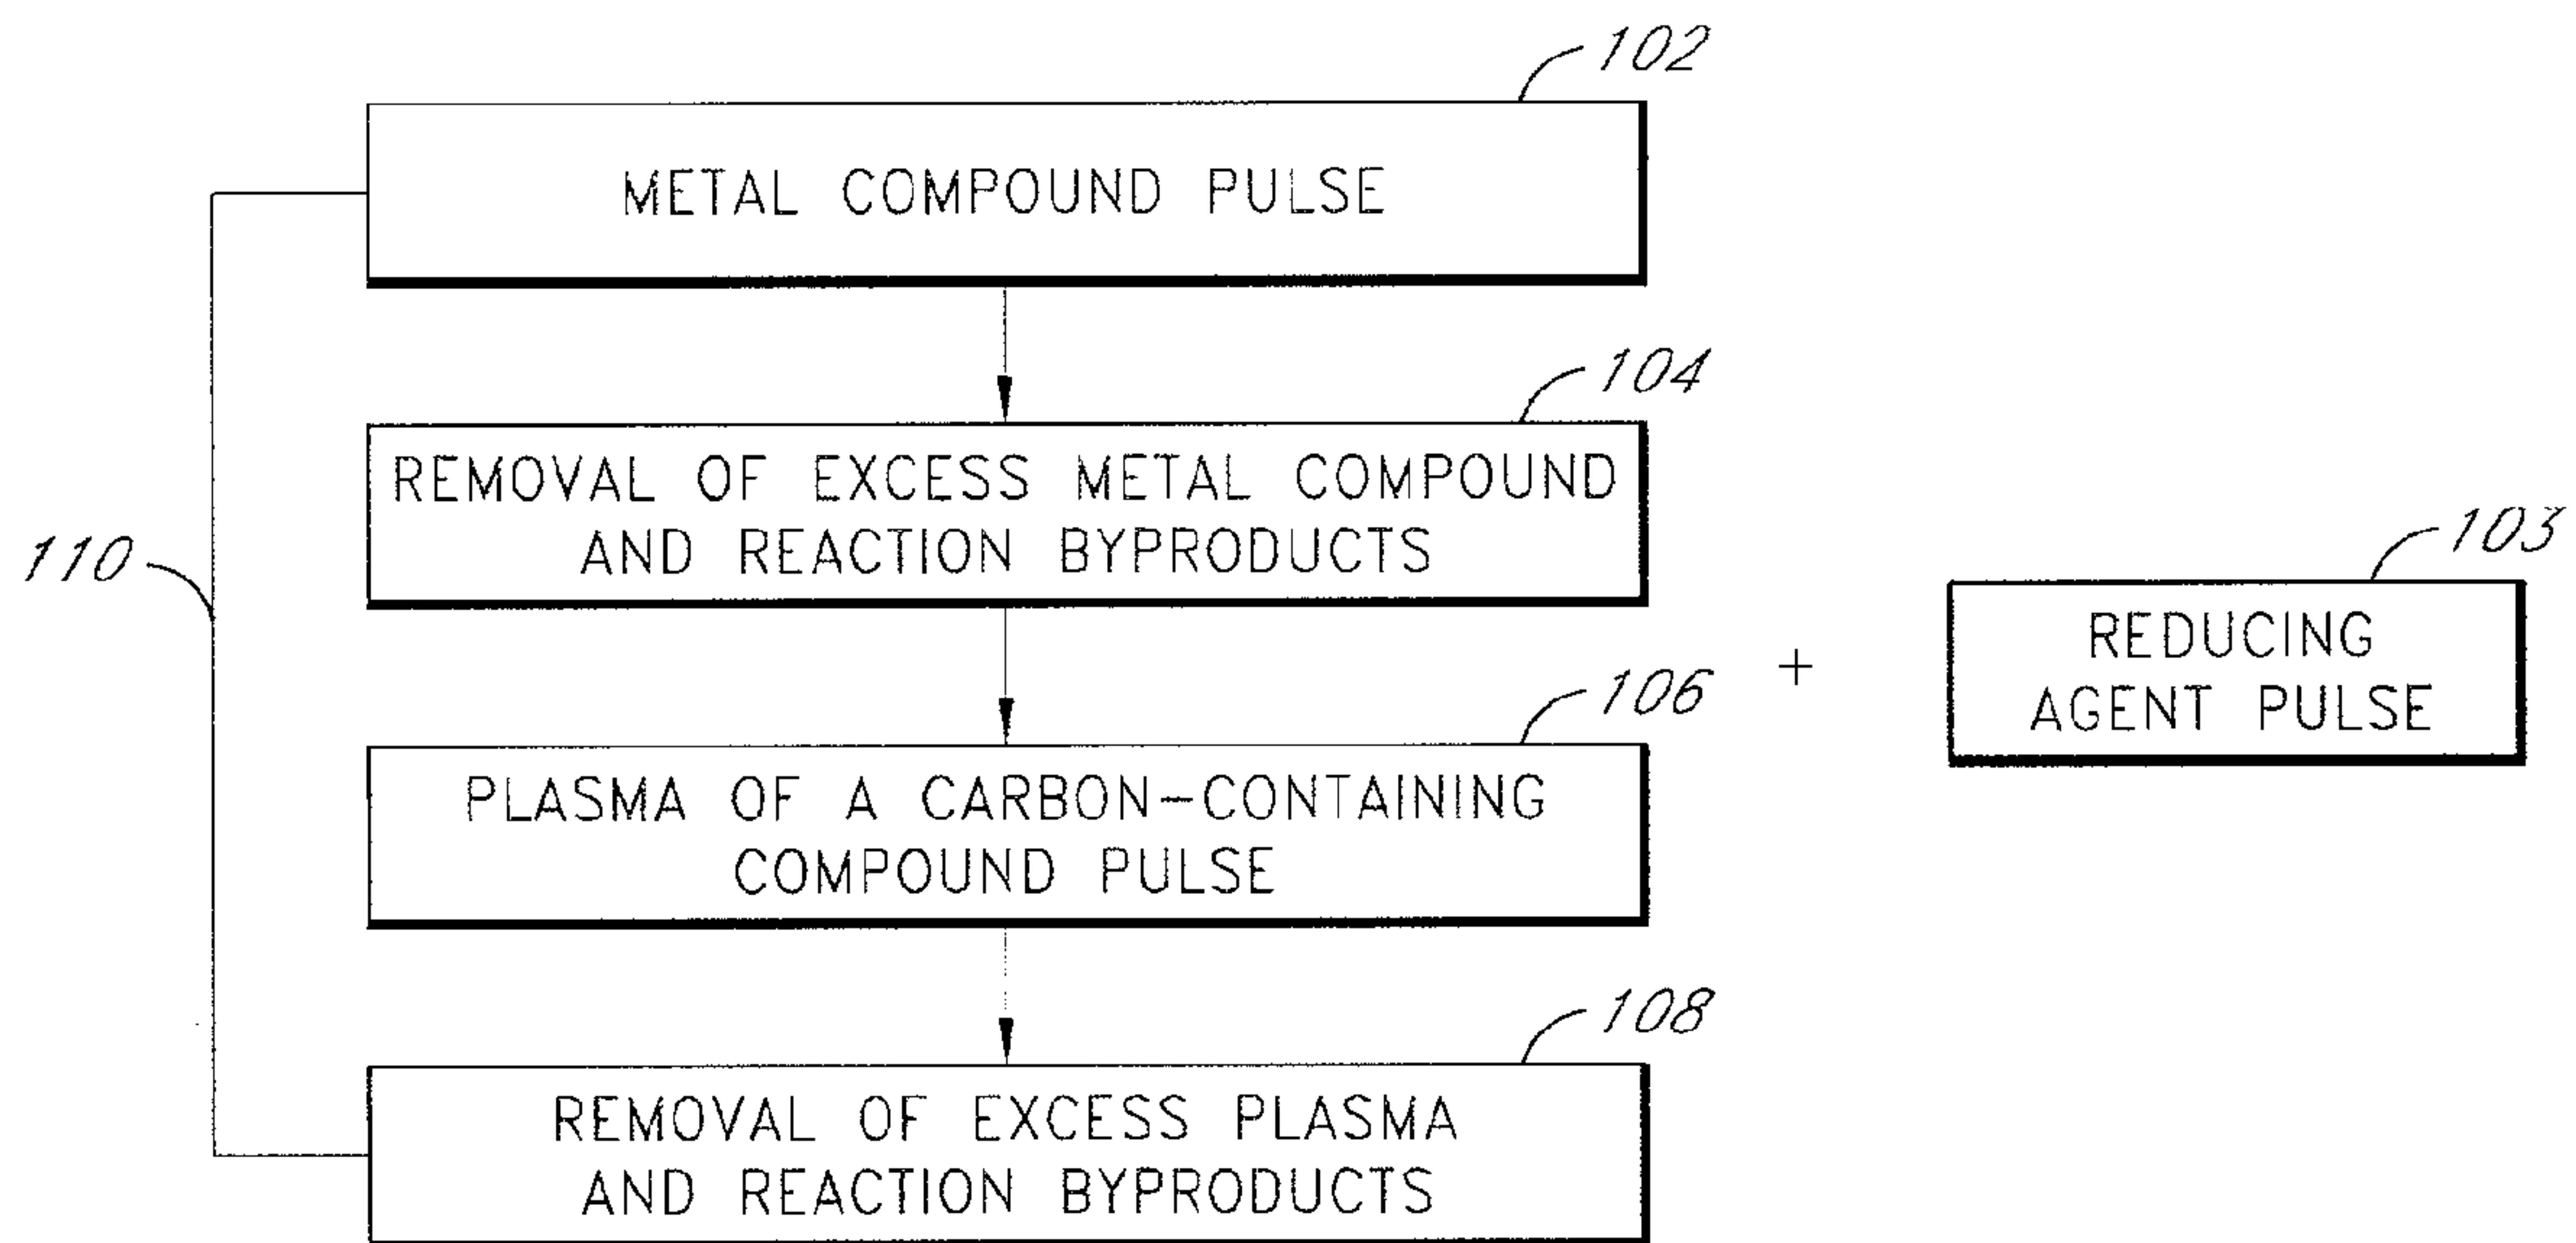 102
METAL COMPOUND PULSE
104
REMOVAL OF EXCESS METAL COMPOUND
AND REACTION BYPRODUCTS
110
103
REDUCING
AGENT PULSE
+
106
PLASMA OF A CARBON-CONTAINING
COMPOUND PULSE
108
REMOVAL OF EXCESS PLASMA
AND REACTION BYPRODUCTS